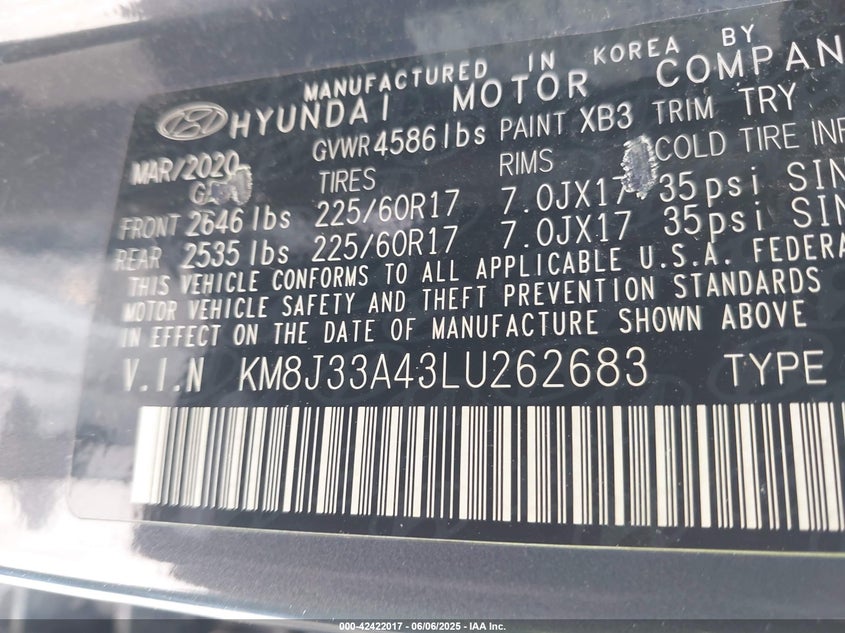 MANUFACTURED IN KOREA BY
HYUNDAI MOTOR COMPAN
MAR/2020 GVWR 4586 lbs PAINT XB3 TRIM TRY
TIRES RIMS COLD TIRE INF
FRONT 2646 lbs 225/60R17 7.0JX17 35psi SIN
REAR 2535 lbs 225/60R17 7.0JX17 35psi SIN
THIS VEHICLE CONFORMS TO ALL APPLICABLE U.S.A. FEDERA
MOTOR VEHICLE SAFETY AND THEFT PREVENTION STANDARDS
IN EFFECT ON THE DATE OF MANUFACTURE SHOWN ABOVE
V.I.N KM8J33A43LU262683 TYPE
000-42422017 - 06/06/2025 - IAA Inc.